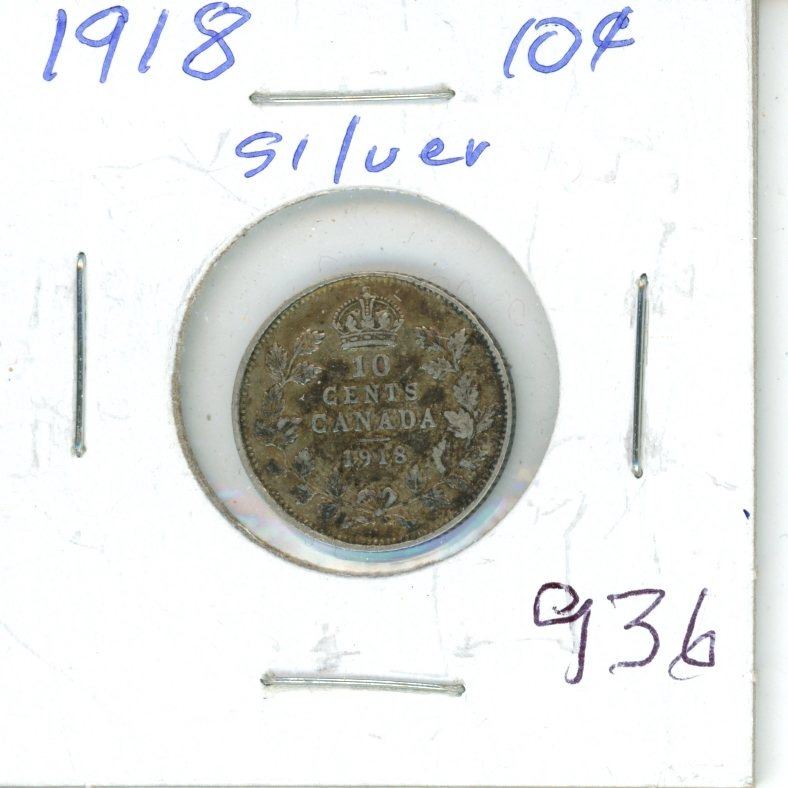 1918 10¢
silver
10
CENTS
CANADA
1918
936